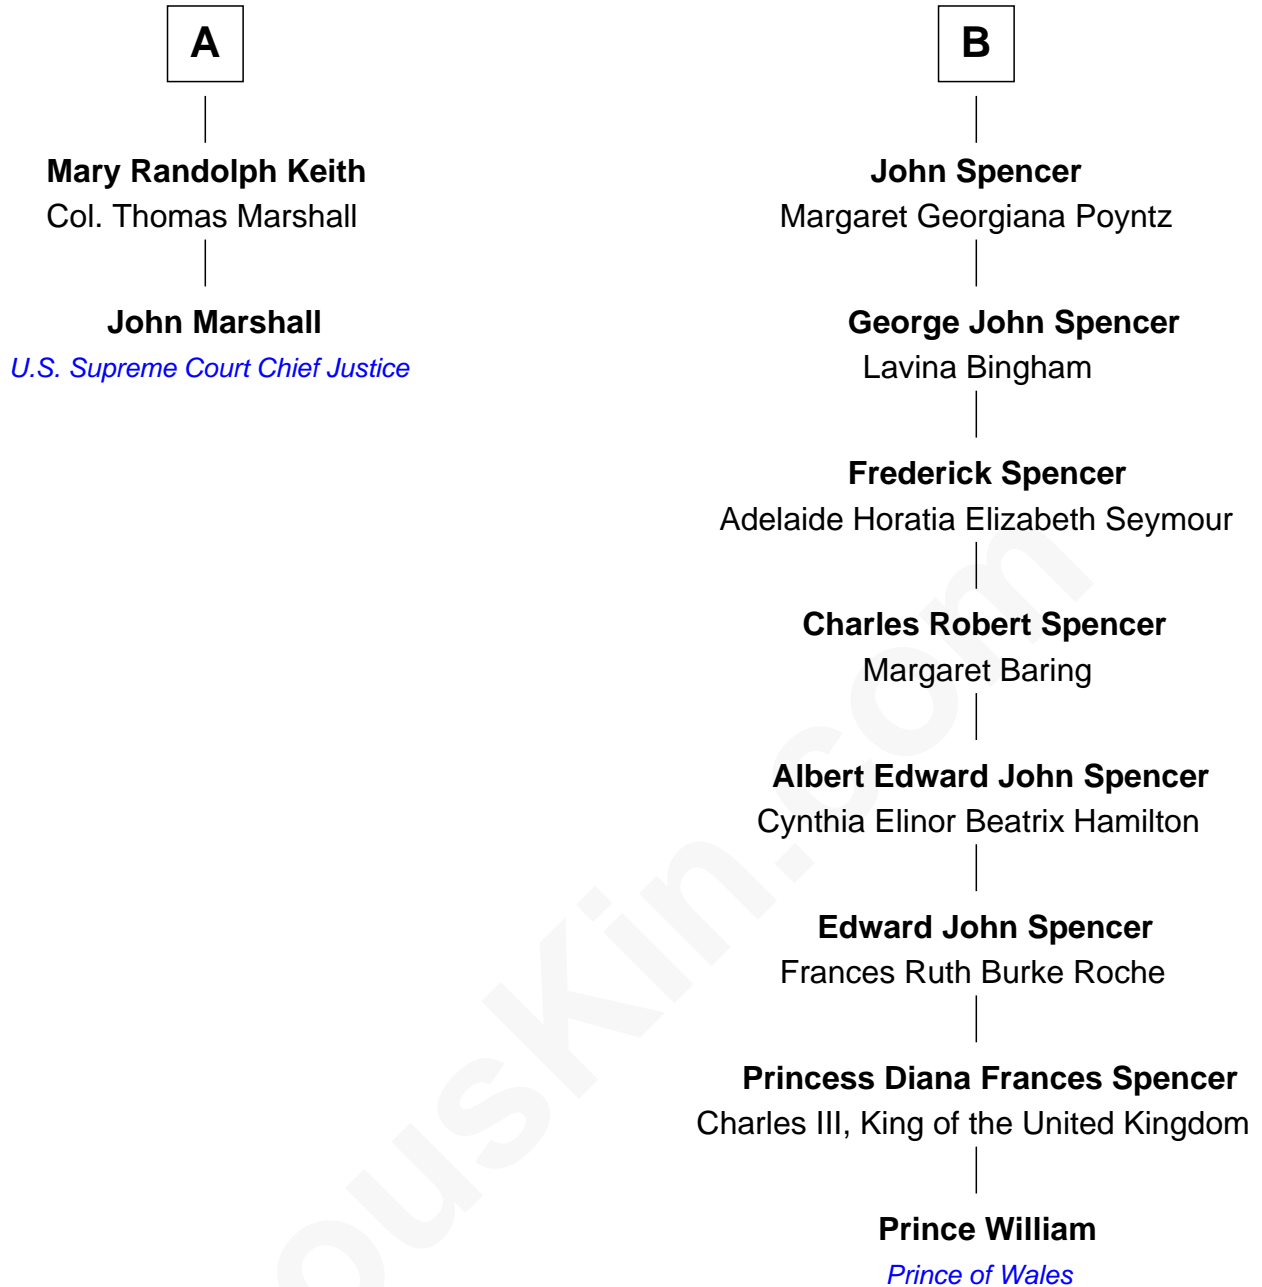 A
Mary Randolph Keith
Col. Thomas Marshall
John Marshall
U.S. Supreme Court Chief Justice
B
John Spencer
Margaret Georgiana Poyntz
George John Spencer
Lavina Bingham
Frederick Spencer
Adelaide Horatia Elizabeth Seymour
Charles Robert Spencer
Margaret Baring
Albert Edward John Spencer
Cynthia Elinor Beatrix Hamilton
Edward John Spencer
Frances Ruth Burke Roche
Princess Diana Frances Spencer
Charles III, King of the United Kingdom
Prince William
Prince of Wales
ousKin.com